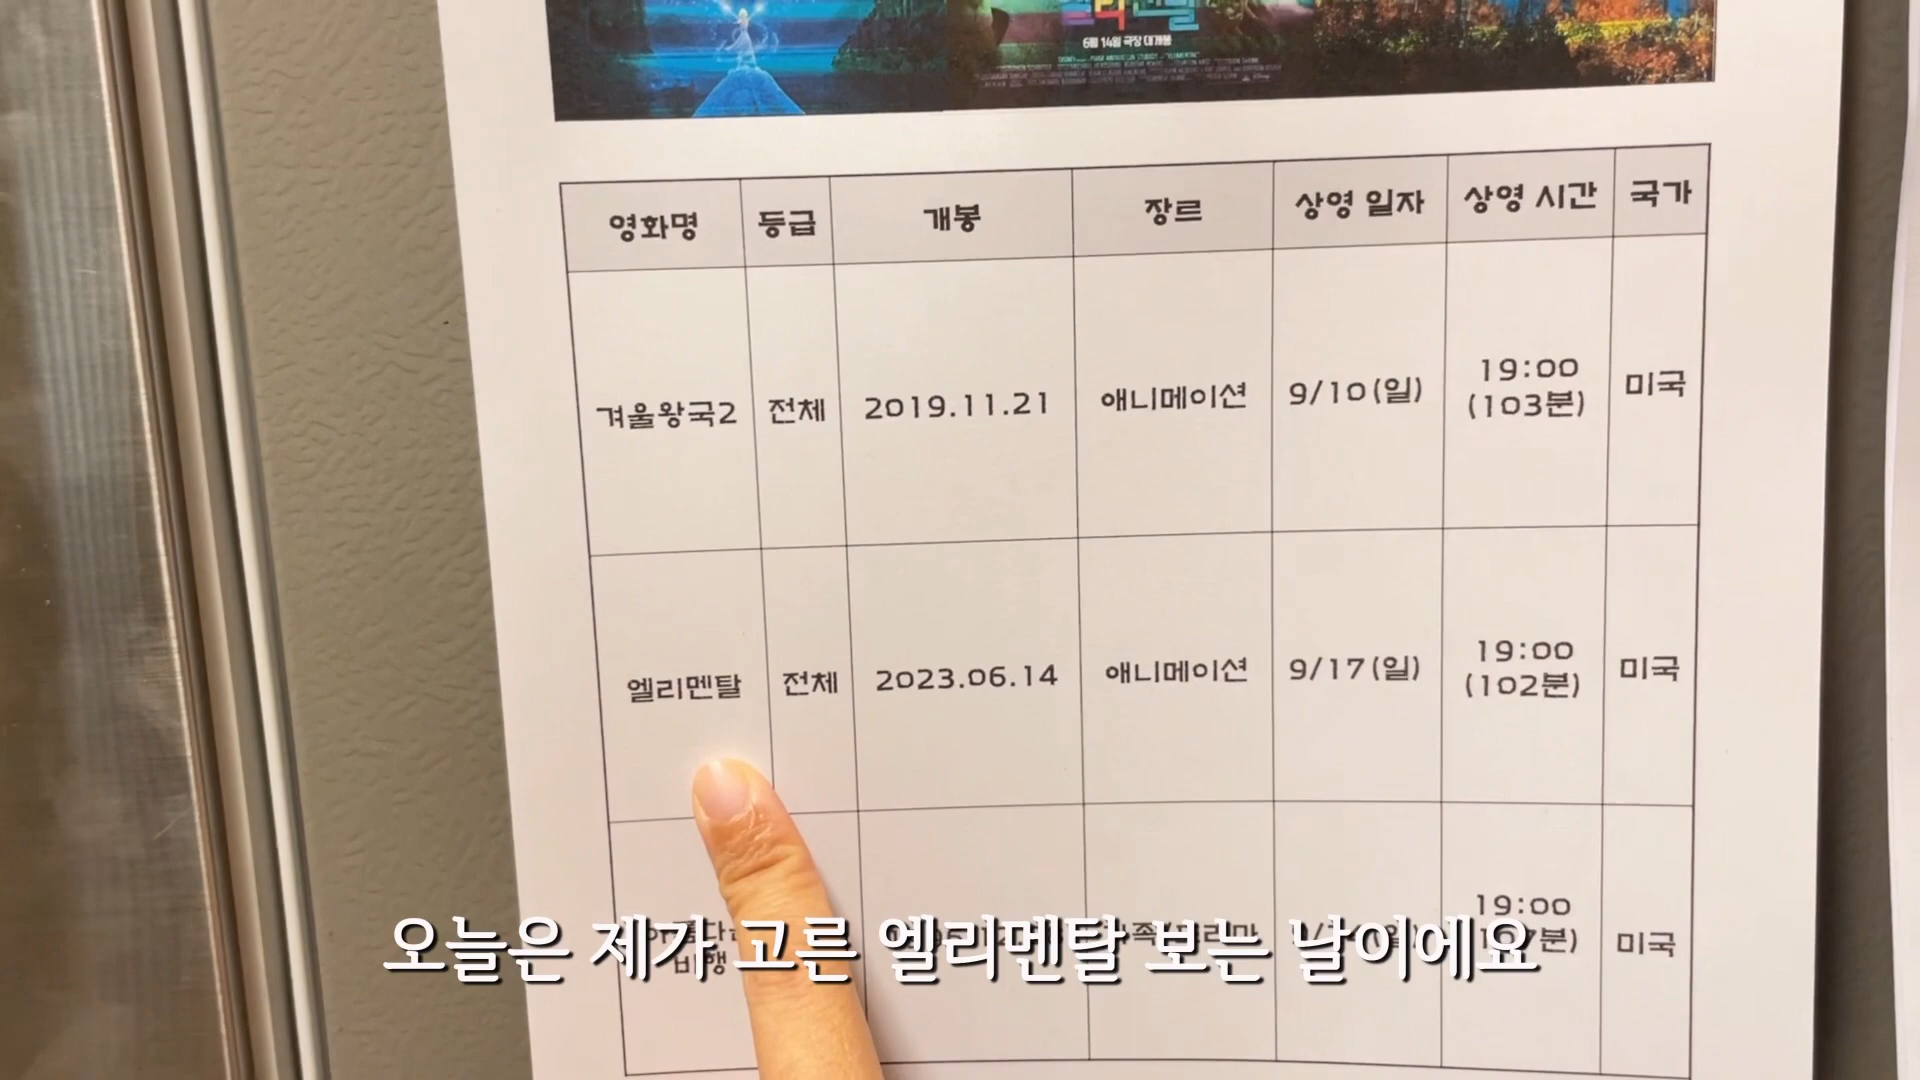 6월 14일 극장 대개봉
영화명 등급 개봉 장르 상영 일자 상영 시간 국가
겨울왕국2 전체 2019.11.21 애니메이션 9/10(일) 19:00 (103분) 미국
엘리멘탈 전체 2023.06.14 애니메이션 9/17(일) 19:00 (102분) 미국
비행 19:00 미국
오늘은 제가 고른 엘리멘탈 보는 날이에요